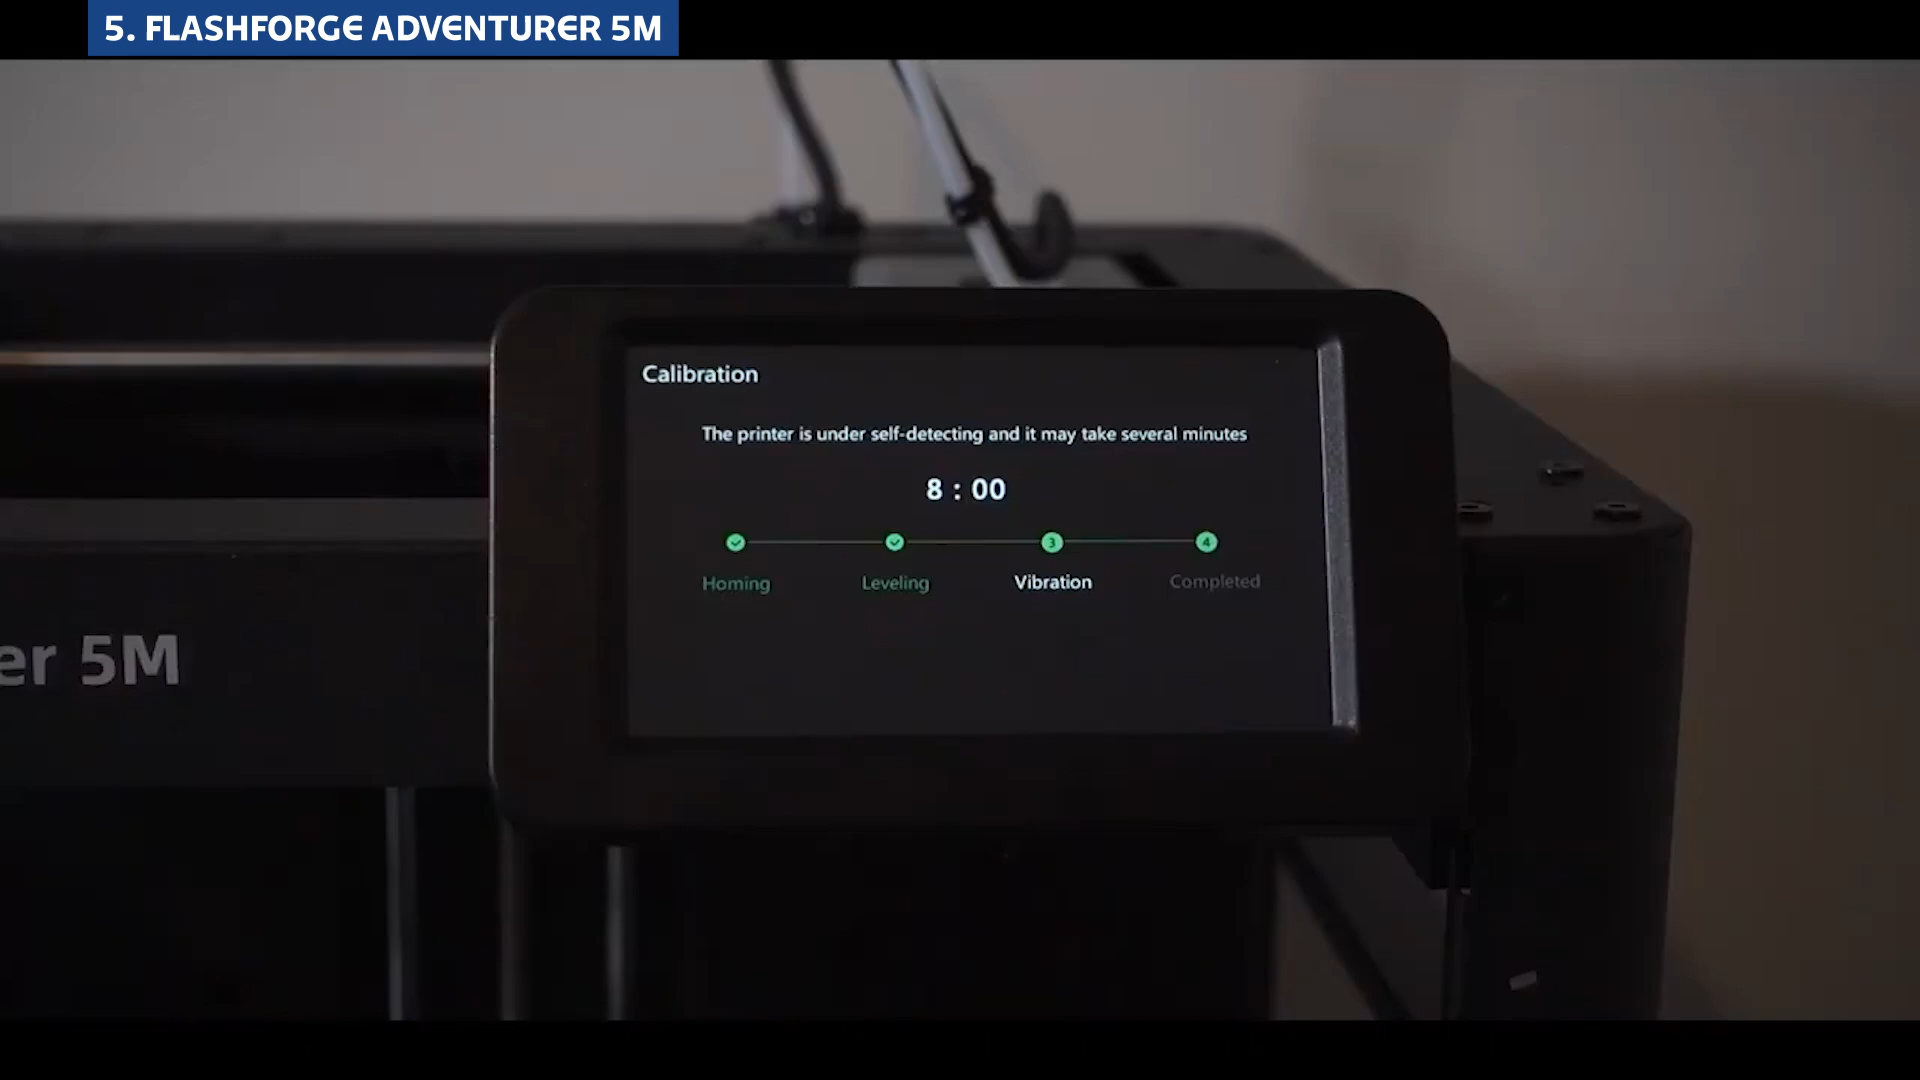 5. FLASHFORGE ADVENTURER 5M
Calibration
The printer is under self-detecting and it may take several minutes
8 : 00
3 4
Homing Leveling Vibration Completed
er 5M